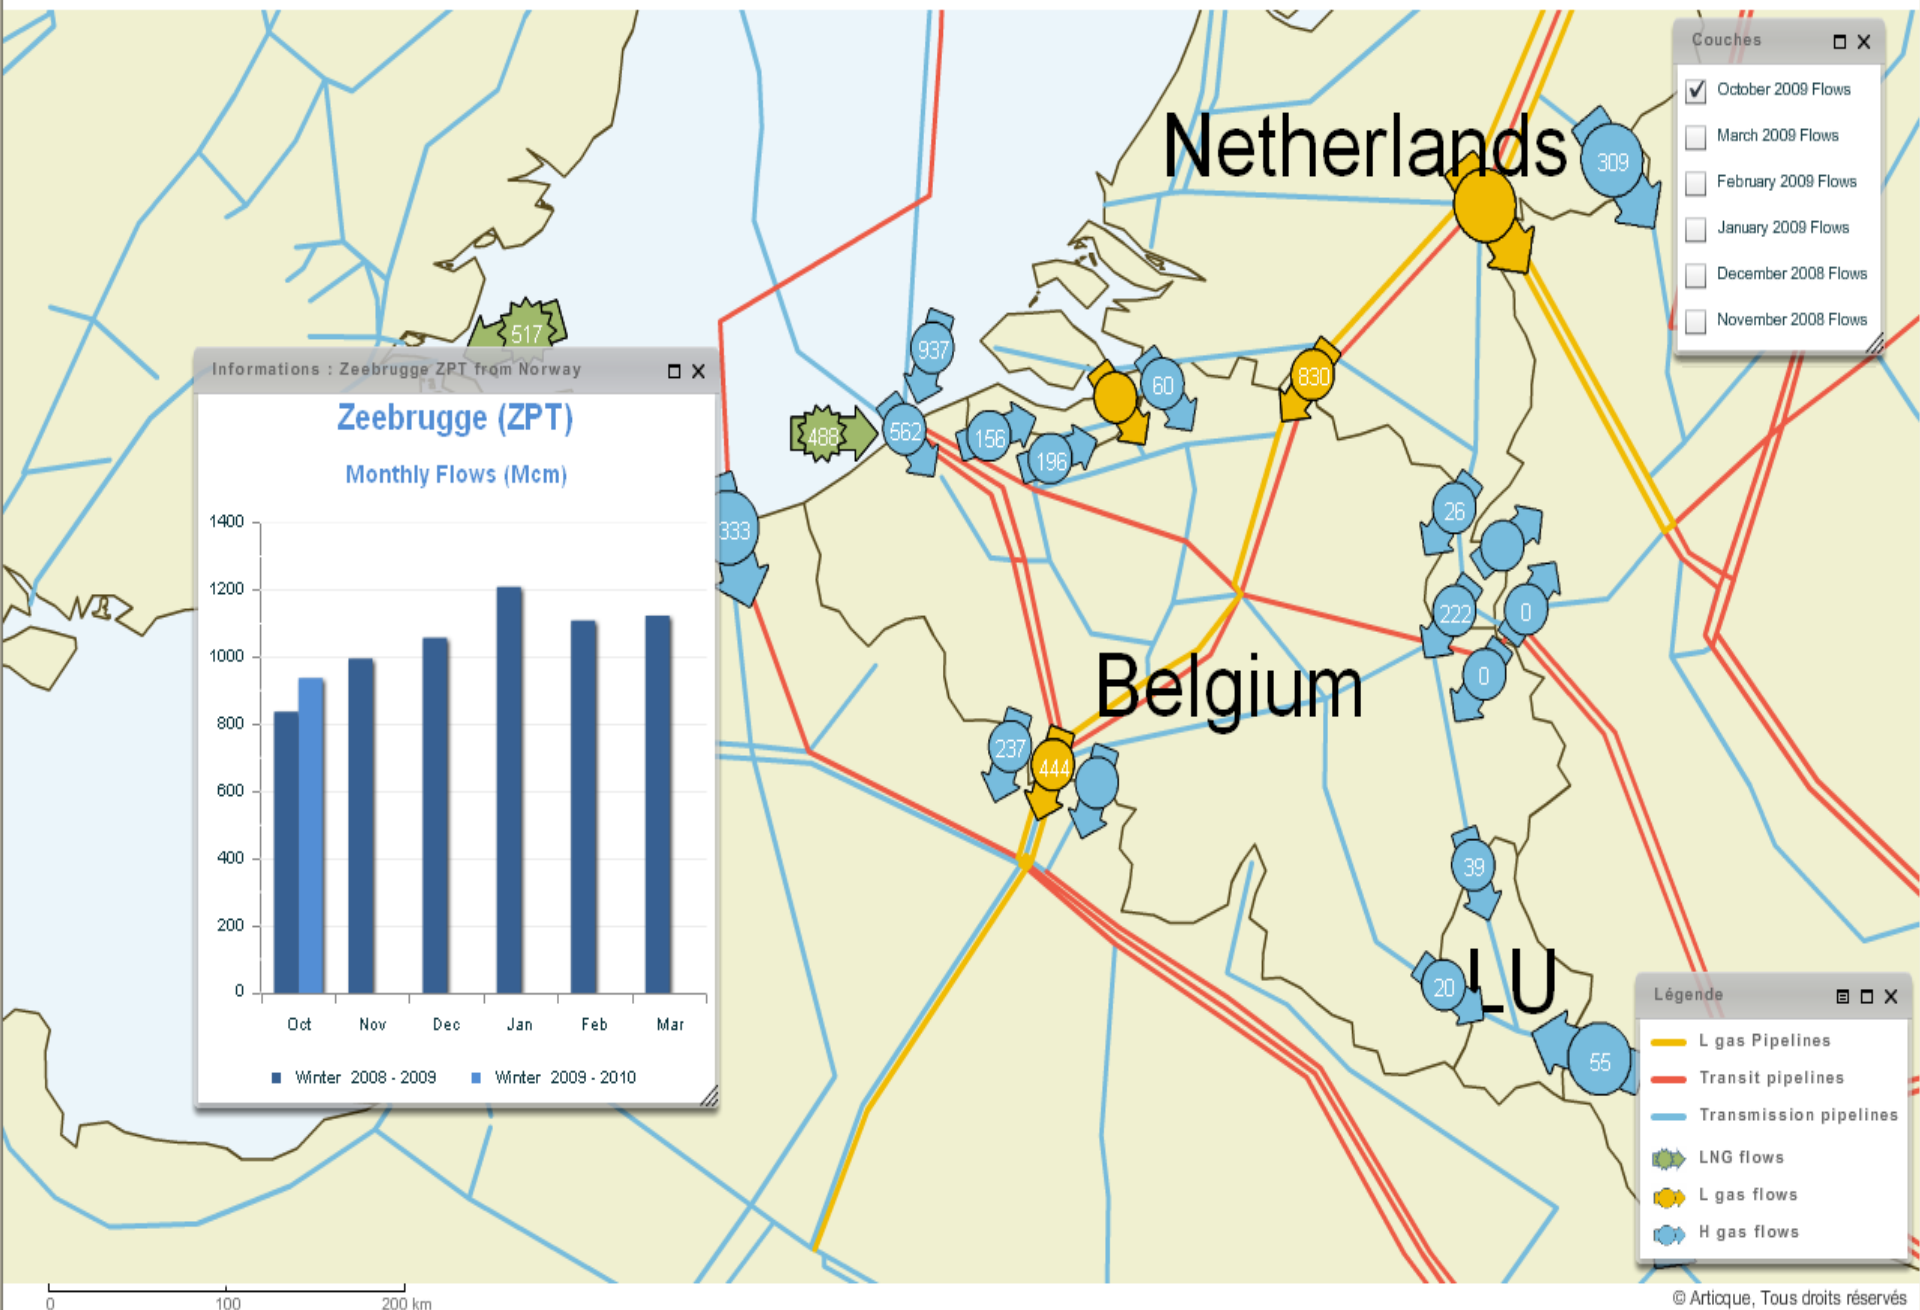 Couches
October 2009 Flows
March 2009 Flows
February 2009 Flows
January 2009 Flows
December 2008 Flows
November 2008 Flows
Netherlands
309
517
937
Informations : Zeebrugge ZPT from Norway
Zeebrugge (ZPT)
Monthly Flows (Mcm)
1400
1200
1000
800
600
400
200
0
Oct
Nov
Dec
Jan
Feb
Mar
Winter 2008 - 2009
Winter 2009 - 2010
830
60
488
562
156
196
333
26
222
0
0
Belgium
237
444
39
20
LU
55
Légende
L gas Pipelines
Transit pipelines
Transmission pipelines
LNG flows
L gas flows
H gas flows
0
100
200 km
© Articque, Tous droits réservés